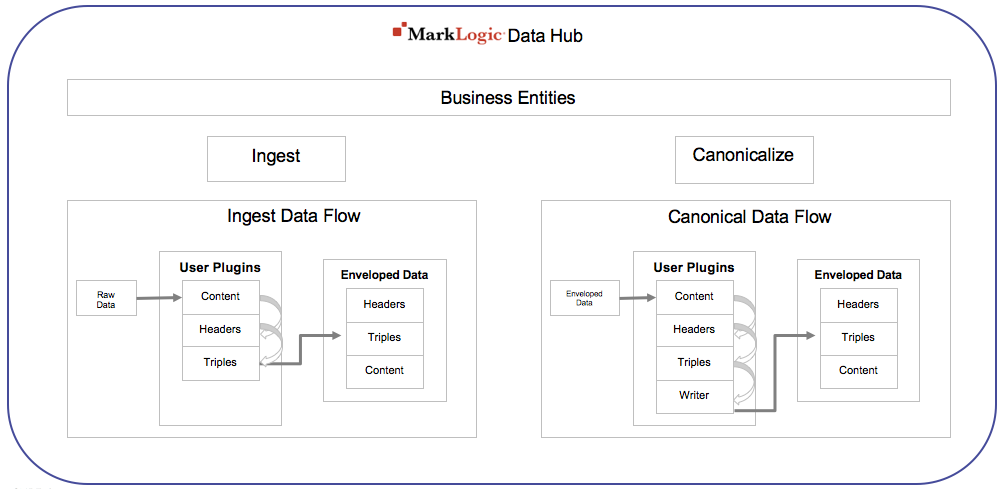 MarkLogic Data Hub
Business Entities
Ingest
Canonicalize
Ingest Data Flow
User Plugins
Raw
Data
Content
Headers
Triples
Enveloped Data
Headers
Triples
Content
Canonical Data Flow
User Plugins
Enveloped
Data
Content
Headers
Triples
Writer
Enveloped Data
Headers
Triples
Content